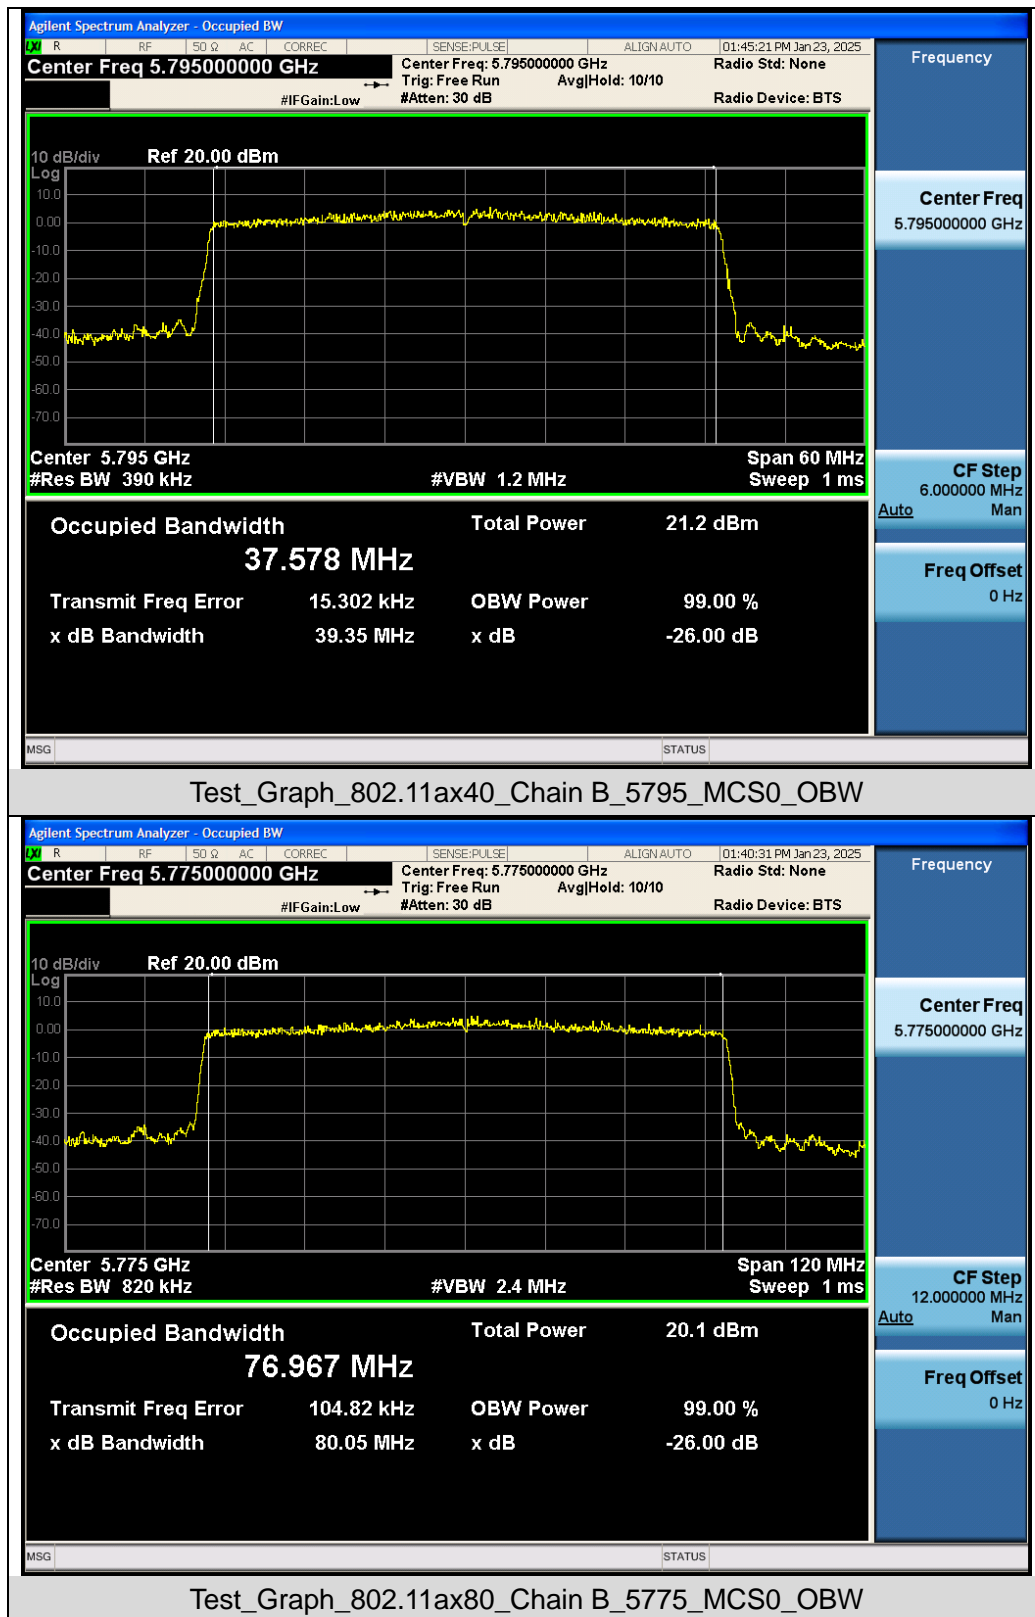 Agilent Spectrum Analyzer - Occupied BW
LXI R RF 50 Ω AC CORREC SENSE:PULSE ALIGN AUTO 01:45:21 PM Jan 23, 2025
Center Freq 5.795000000 GHz
Center Freq: 5.795000000 GHz
Radio Std: None
Trig: Free Run Avg|Hold: 10/10
#IFGain:Low
#Atten: 30 dB
Radio Device: BTS
10 dB/div Ref 20.00 dBm
Log
10.0
0.00
-10.0
-20.0
-30.0
-40.0
-50.0
-60.0
-70.0
Center 5.795 GHz Span 60 MHz
#Res BW 390 kHz #VBW 1.2 MHz Sweep 1 ms
Occupied Bandwidth Total Power 21.2 dBm
37.578 MHz
Transmit Freq Error 15.302 kHz OBW Power 99.00 %
x dB Bandwidth 39.35 MHz x dB -26.00 dB
Frequency
Center Freq
5.795000000 GHz
CF Step
6.000000 MHz
Auto Man
Freq Offset
0 Hz
MSG STATUS
Test_Graph_802.11ax40_Chain B_5795_MCS0_OBW
Agilent Spectrum Analyzer - Occupied BW
LXI R RF 50 Ω AC CORREC SENSE:PULSE ALIGN AUTO 01:40:31 PM Jan 23, 2025
Center Freq 5.775000000 GHz
Center Freq: 5.775000000 GHz
Radio Std: None
Trig: Free Run Avg|Hold: 10/10
#IFGain:Low
#Atten: 30 dB
Radio Device: BTS
10 dB/div Ref 20.00 dBm
Log
10.0
0.00
-10.0
-20.0
-30.0
-40.0
-50.0
-60.0
-70.0
Center 5.775 GHz Span 120 MHz
#Res BW 820 kHz #VBW 2.4 MHz Sweep 1 ms
Occupied Bandwidth Total Power 20.1 dBm
76.967 MHz
Transmit Freq Error 104.82 kHz OBW Power 99.00 %
x dB Bandwidth 80.05 MHz x dB -26.00 dB
Frequency
Center Freq
5.775000000 GHz
CF Step
12.000000 MHz
Auto Man
Freq Offset
0 Hz
MSG STATUS
Test_Graph_802.11ax80_Chain B_5775_MCS0_OBW